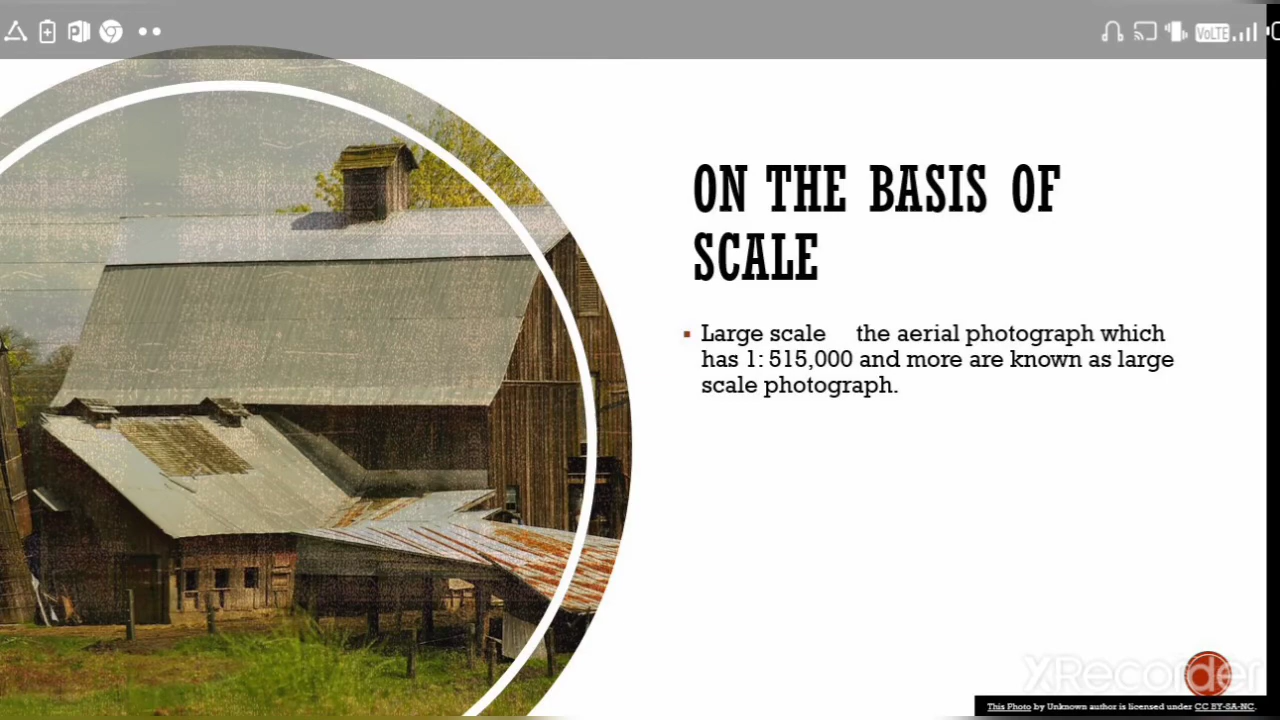 VoLTE
ON THE BASIS OF
SCALE
Large scale the aerial photograph which
has 1: 515,000 and more are known as large
scale photograph.
XRecorder
This Photo by Unknown author is licensed under CC BY-SA-NC.